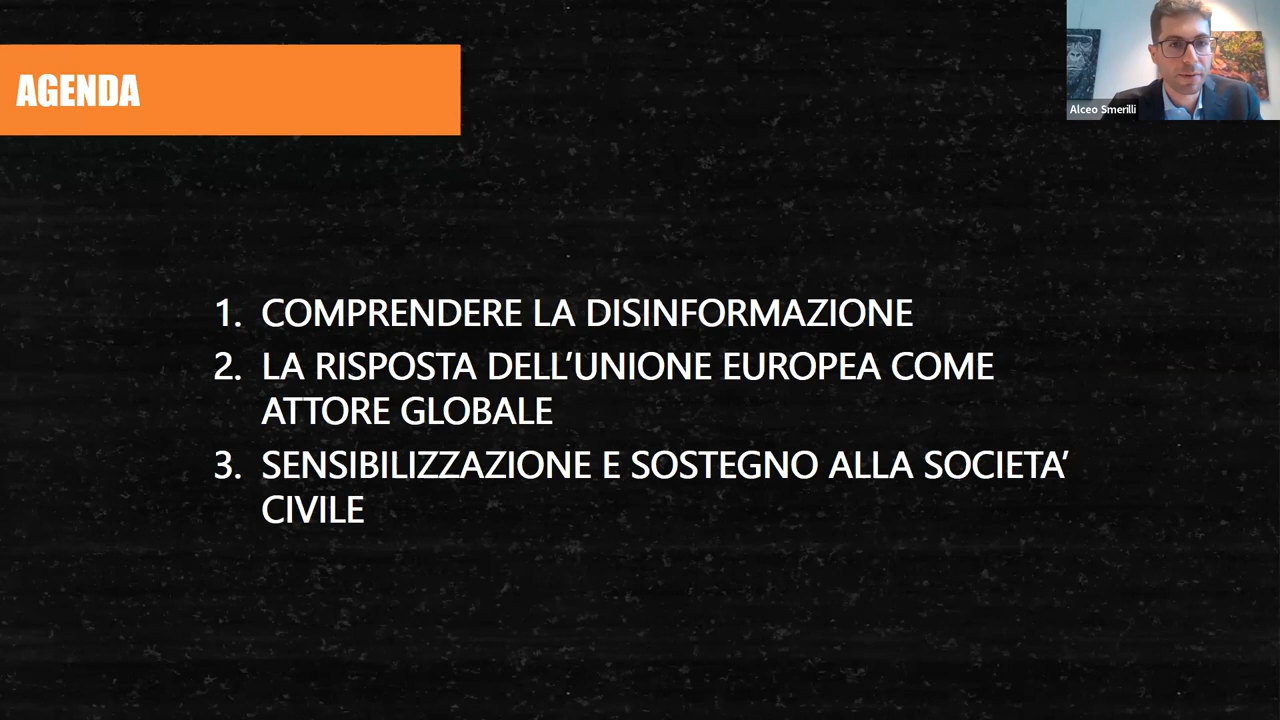 AGENDA
Alceo Smerilli
1. COMPRENDERE LA DISINFORMAZIONE
2. LA RISPOSTA DELL’UNIONE EUROPEA COME
ATTORE GLOBALE
3. SENSIBILIZZAZIONE E SOSTEGNO ALLA SOCIETA’
CIVILE